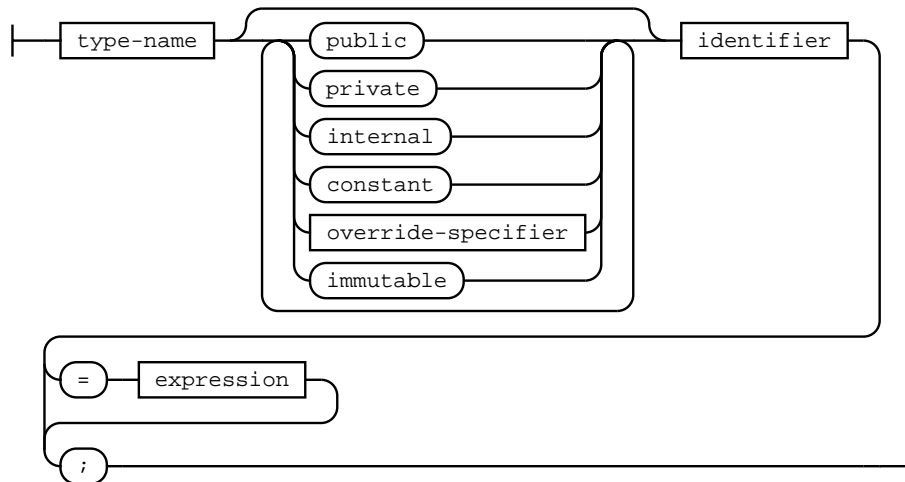 type-name public identifier
private
internal
constant
override-specifier
immutable
= expression
;